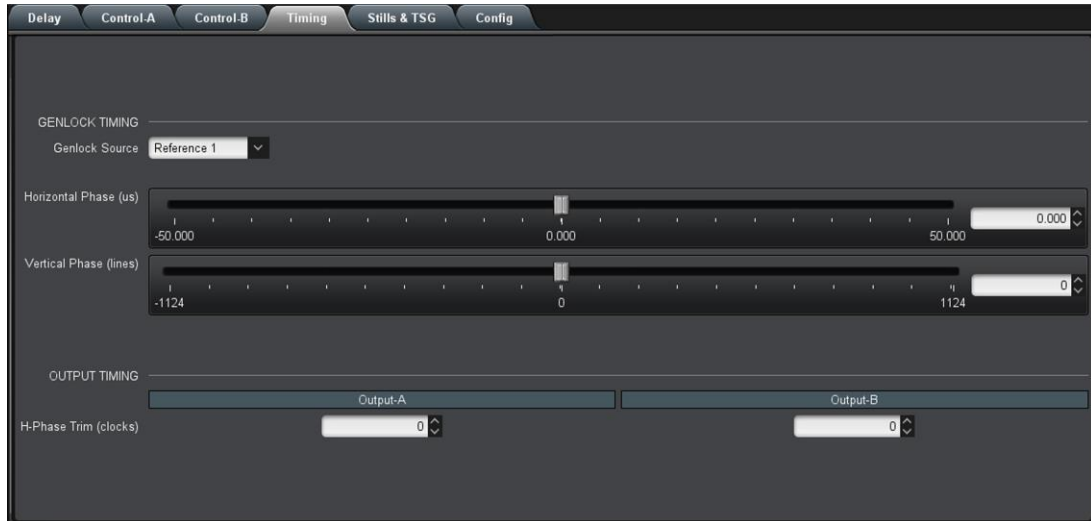 Delay Control-A Control-B Timing Stills & TSG Config
GENLOCK TIMING
Genlock Source Reference 1
Horizontal Phase (us) 0.000
-50.000 0.000 50.000
Vertical Phase (lines) 0
-1124 0 1124
OUTPUT TIMING
Output-A Output-B
H-Phase Trim (clocks) 0 0